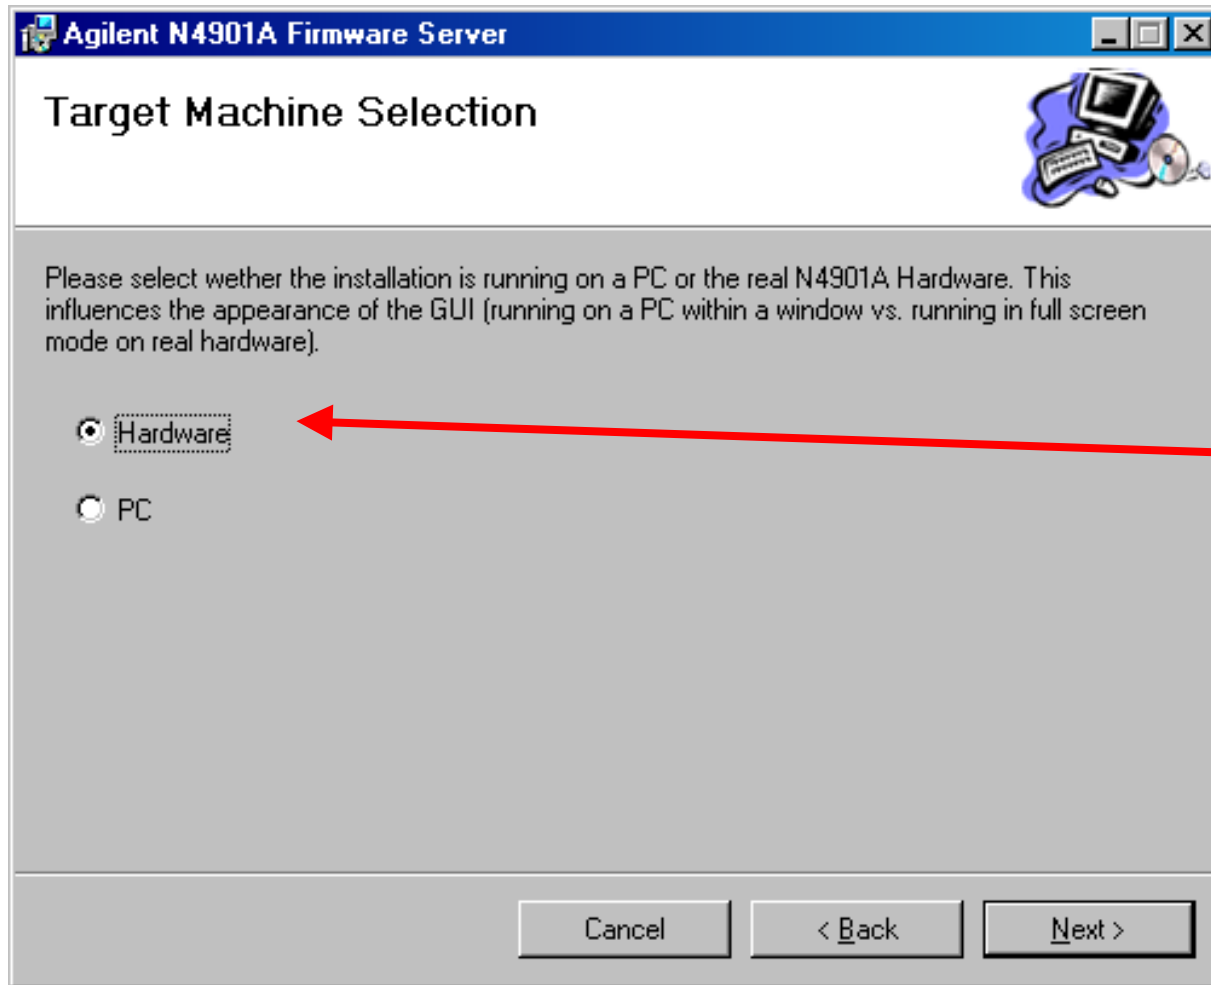 Agilent N4901A Firmware Server
Target Machine Selection
Please select wether the installation is running on a PC or the real N4901A Hardware. This
influences the appearance of the GUI (running on a PC within a window vs. running in full screen
mode on real hardware).
Hardware
PC
Cancel
< Back
Next >